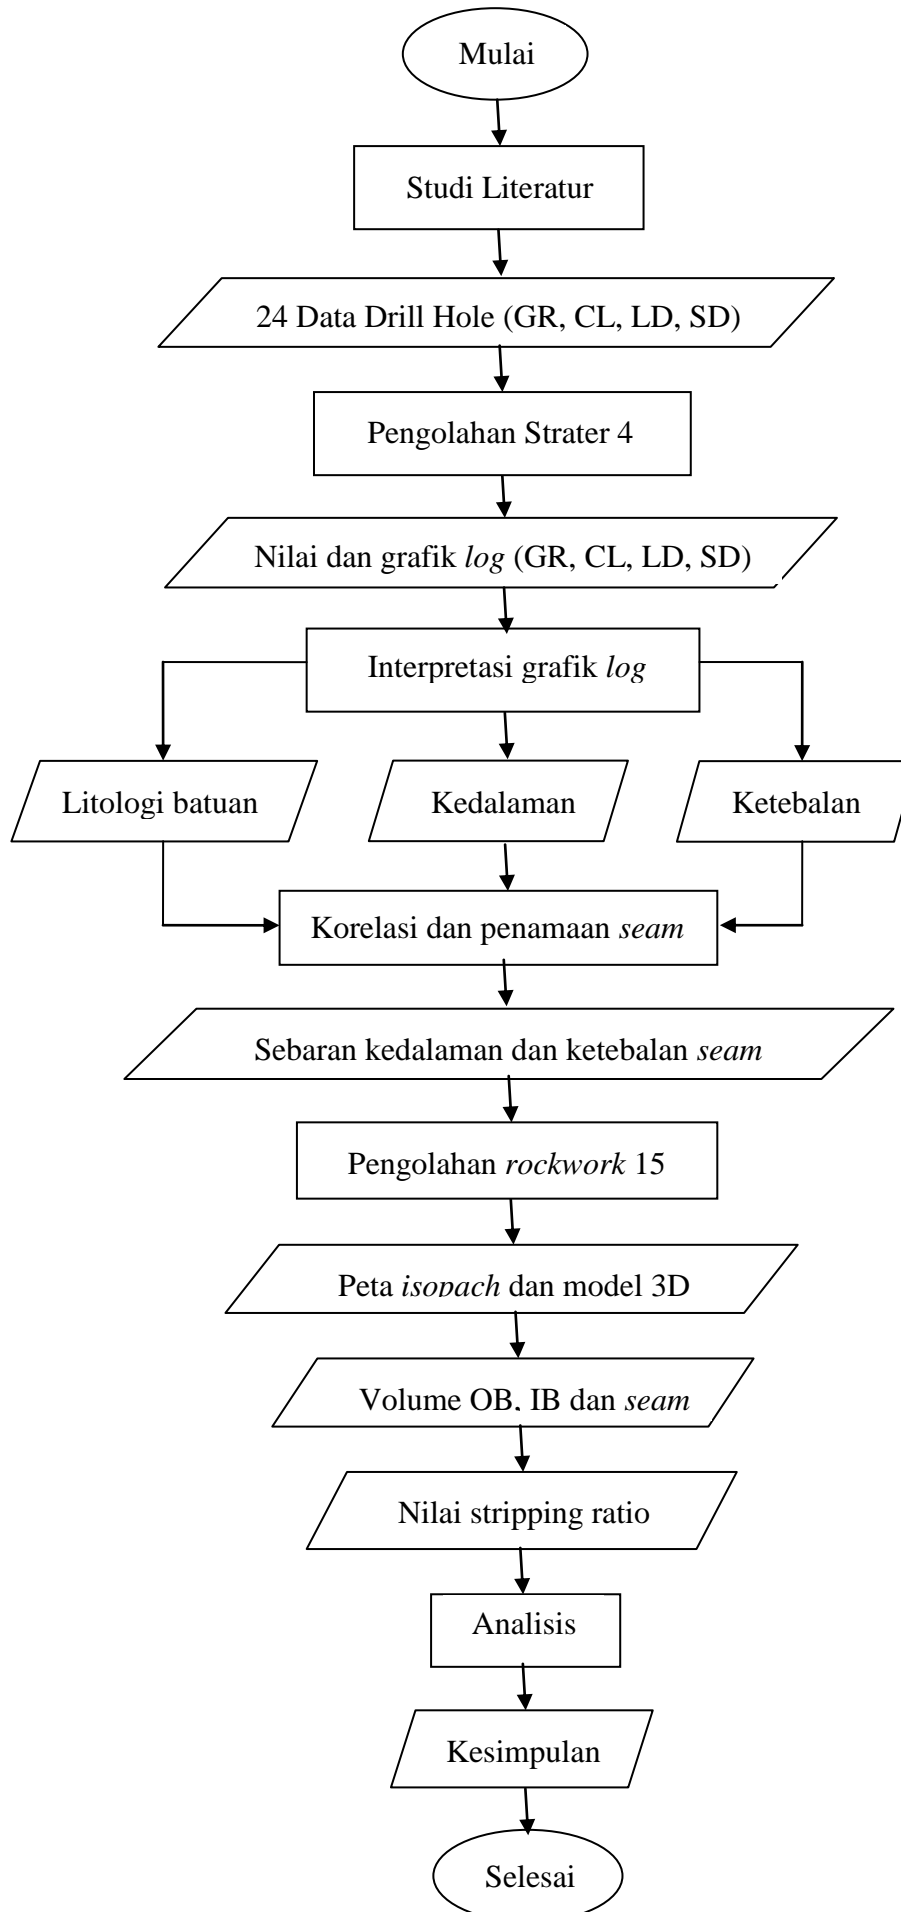 Mulai
Studi Literatur
24 Data Drill Hole (GR, CL, LD, SD)
Pengolahan Strater 4
Nilai dan grafik log (GR, CL, LD, SD)
Interpretasi grafik log
Litologi batuan
Kedalaman
Ketebalan
Korelasi dan penamaan seam
Sebaran kedalaman dan ketebalan seam
Pengolahan rockwork 15
Peta isopach dan model 3D
Volume OB, IB dan seam
Nilai stripping ratio
Analisis
Kesimpulan
Selesai